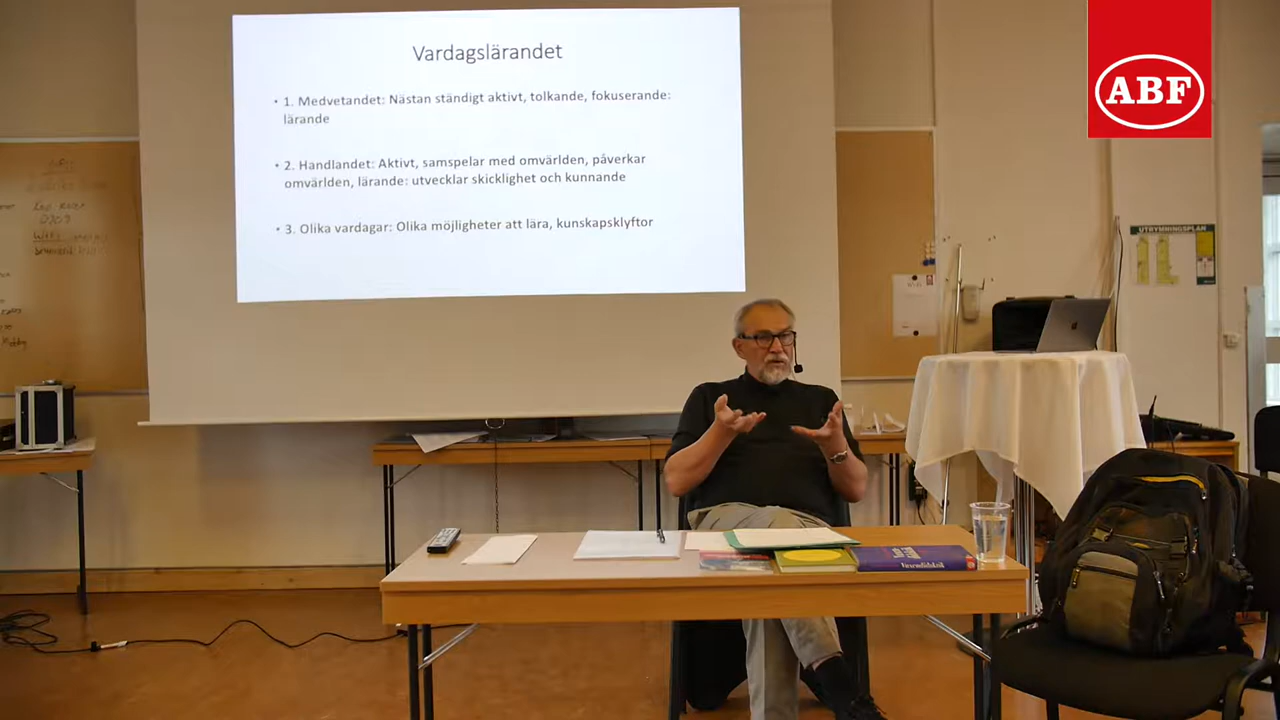 Vardagslärandet
• 1. Medvetandet: Nästan ständigt aktivt, tolkande, fokuserande:
lärande
• 2. Handlandet: Aktivt, samspelar med omvärlden, påverkar
omvärlden, lärande: utvecklar skicklighet och kunnande
• 3. Olika vardagar: Olika möjligheter att lära, kunskapsklyftor
ABF
UTRYMNINGSPLAN
Vuxendidaktik